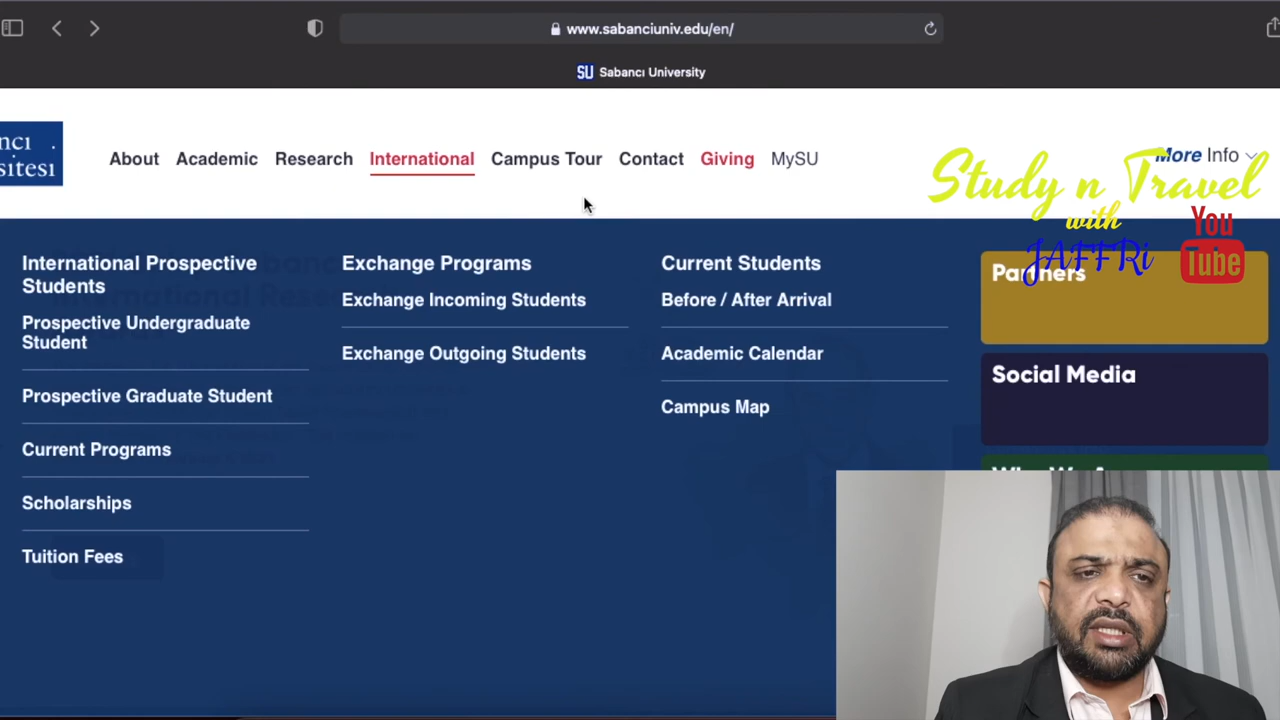 www.sabanciuniv.edu/en/
SU Sabancı University
ncı
sitesi
About Academic Research International Campus Tour Contact Giving MySU
More Info
Study n Travel
with
JAFFRi
You
Tube
International Prospective
Students
Prospective Undergraduate
Student
Prospective Graduate Student
Current Programs
Scholarships
Tuition Fees
Exchange Programs
Exchange Incoming Students
Exchange Outgoing Students
Current Students
Before / After Arrival
Academic Calendar
Campus Map
Partners
Social Media